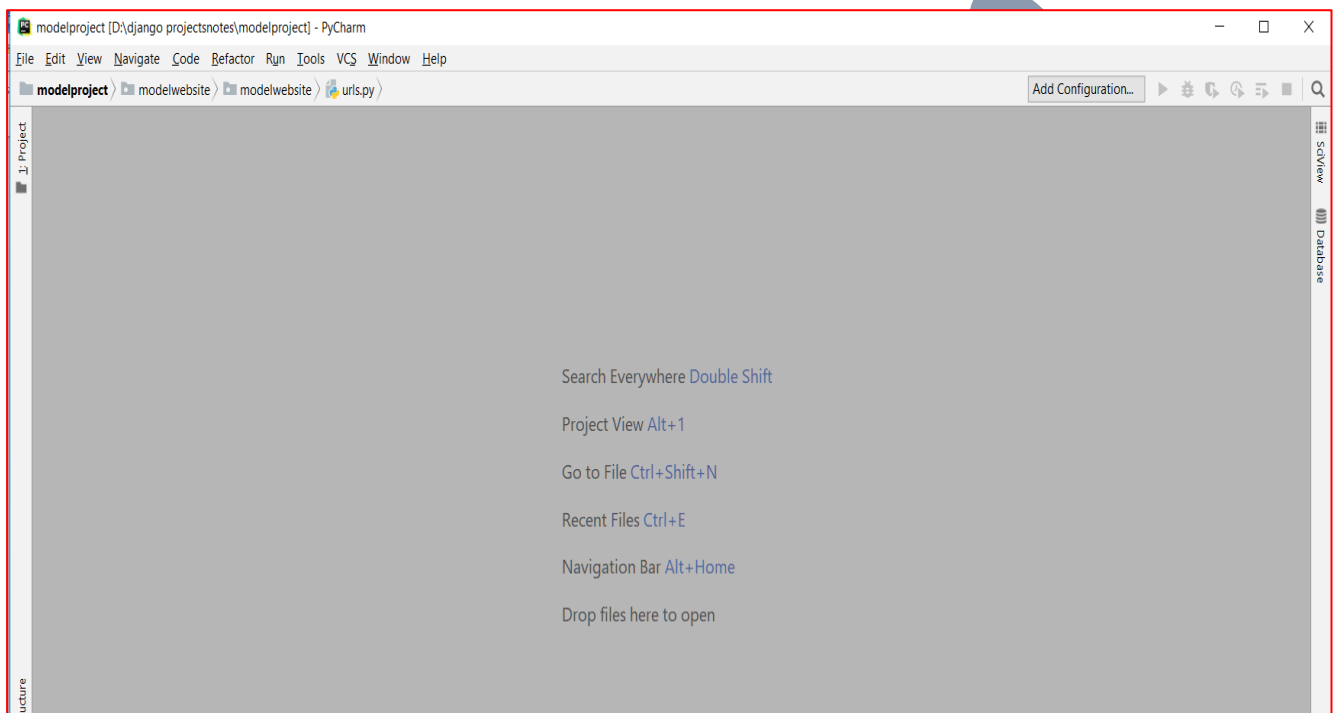 modelproject [D:\django projectsnotes\modelproject] - PyCharm
File Edit View Navigate Code Refactor Run Tools VCS Window Help
modelproject modelwebsite modelwebsite urls.py
Add Configuration...
1: Project
SciView
Database
Search Everywhere Double Shift
Project View Alt+1
Go to File Ctrl+Shift+N
Recent Files Ctrl+E
Navigation Bar Alt+Home
Drop files here to open
ucture